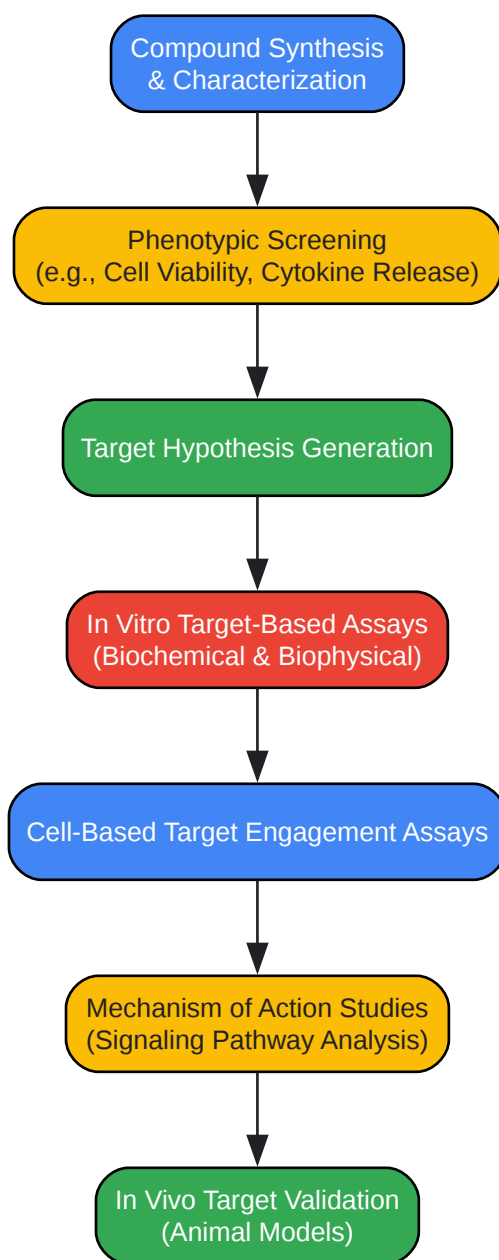 Compound Synthesis
& Characterization
Phenotypic Screening
(e.g., Cell Viability, Cytokine Release)
Target Hypothesis Generation
In Vitro Target-Based Assays
(Biochemical & Biophysical)
Cell-Based Target Engagement Assays
Mechanism of Action Studies
(Signaling Pathway Analysis)
In Vivo Target Validation
(Animal Models)